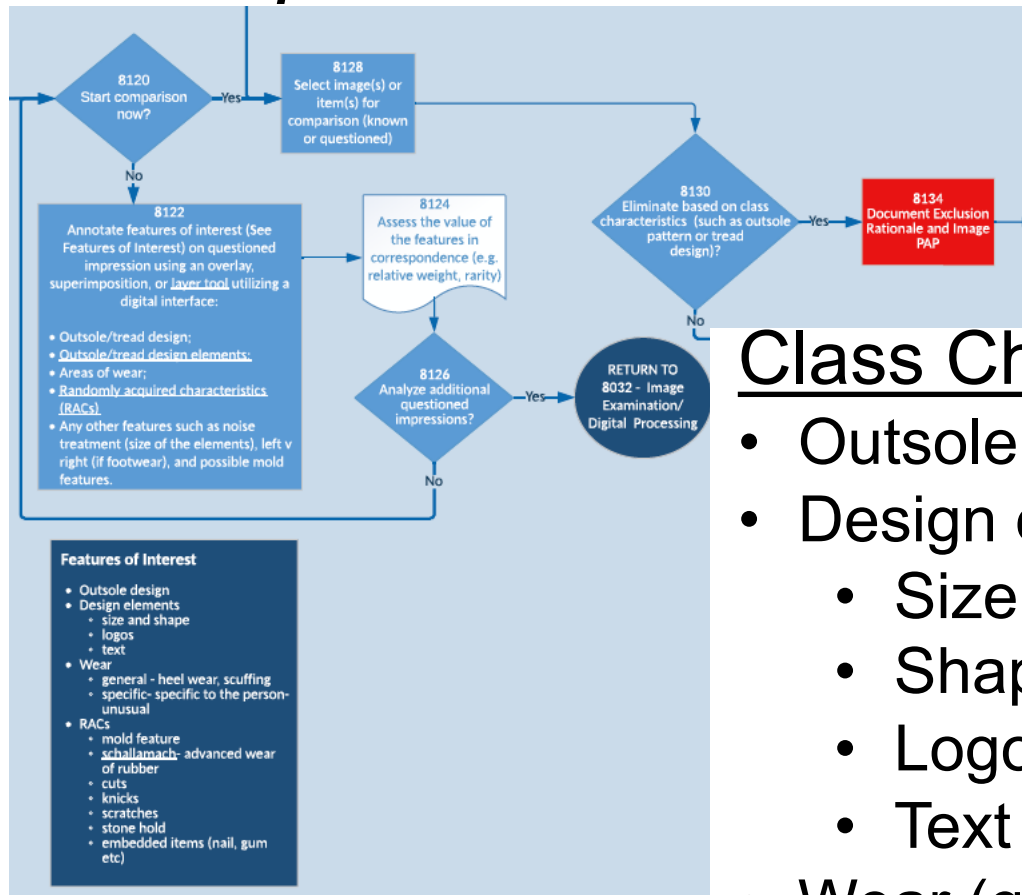 8120
Start comparison
now?
Yes
No
8128
Select image(s) or
item(s) for
comparison (known
or questioned)
8122
Annotate features of interest (See
Features of Interest) on questioned
impression using an overlay,
superimposition, or layer tool utilizing a
digital interface:
• Outsole/tread design;
• Outsole/tread design elements;
• Areas of wear;
• Randomly acquired characteristics
(RACs)
• Any other features such as noise
treatment (size of the elements), left v
right (if footwear), and possible mold
features.
8124
Assess the value of
the features in
correspondence (e.g.
relative weight, rarity)
8126
Analyze additional
questioned
impressions?
Yes
No
RETURN TO
8032 - Image
Examination/
Digital Processing
8130
Eliminate based on class
characteristics (such as outsole
pattern or tread
design)?
Yes
No
8134
Document Exclusion
Rationale and Image
PAP
Features of Interest
• Outsole design
• Design elements
• size and shape
• logos
• text
• Wear
• general - heel wear, scuffing
• specific- specific to the person-
unusual
• RACs
• mold feature
• schallamach- advanced wear
of rubber
• cuts
• knicks
• scratches
• stone hold
• embedded items (nail, gum
etc)
Class Ch
• Outsole
• Design
• Size
• Shap
• Logo
• Text